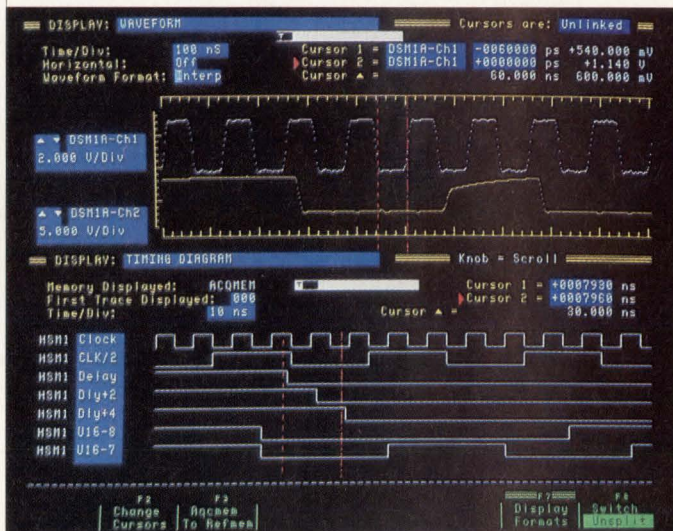 DISPLAY: WAVEFORM Cursors are: Unlinked
Time/Div: 100 nS Cursor 1 = DSM1A-Ch1 -0060000 ps +540.000 mV
Horizontal: Off Cursor 2 = DSM1A-Ch1 +0000000 ps +1.140 V
Waveform Format: Interp Cursor ▲ = 60.000 ns 600.000 mV
▲ ▼ DSM1A-Ch1
2.000 V/Div
▲ ▼ DSM1A-Ch2
5.000 V/Div
DISPLAY: TIMING DIAGRAM Knob = Scroll
Memory Displayed: ACQMEM Cursor 1 = +0007930 ns
First Trace Displayed: 000 Cursor 2 = +0007960 ns
Time/Div: 10 ns Cursor ▲ = 30.000 ns
HSM1 Clock
HSM1 CLK/2
HSM1 Delay
HSM1 Dly+2
HSM1 Dly+4
HSM1 U16-8
HSM1 U16-7
F2 F3 F7 F8
Change Cursors
Aqcmem To Refmem
Display Formats
Switch Unsplit